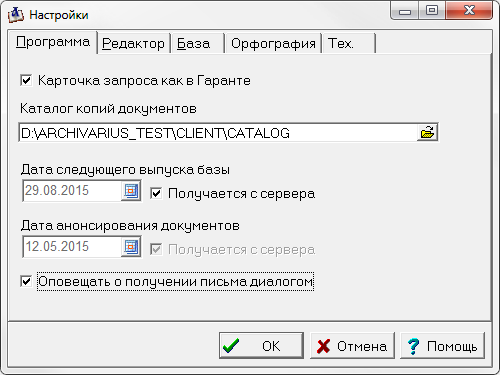 Настройки
Программа Редактор База Орфография Тех.
Карточка запроса как в Гаранте
Каталог копий документов
D:\ARCHIVARIUS_TEST\CLIENT\CATALOG
Дата следующего выпуска базы
29.08.2015 Получается с сервера
Дата анонсирования документов
12.05.2015 Получается с сервера
Оповещать о получении письма диалогом
OK Отмена Помощь